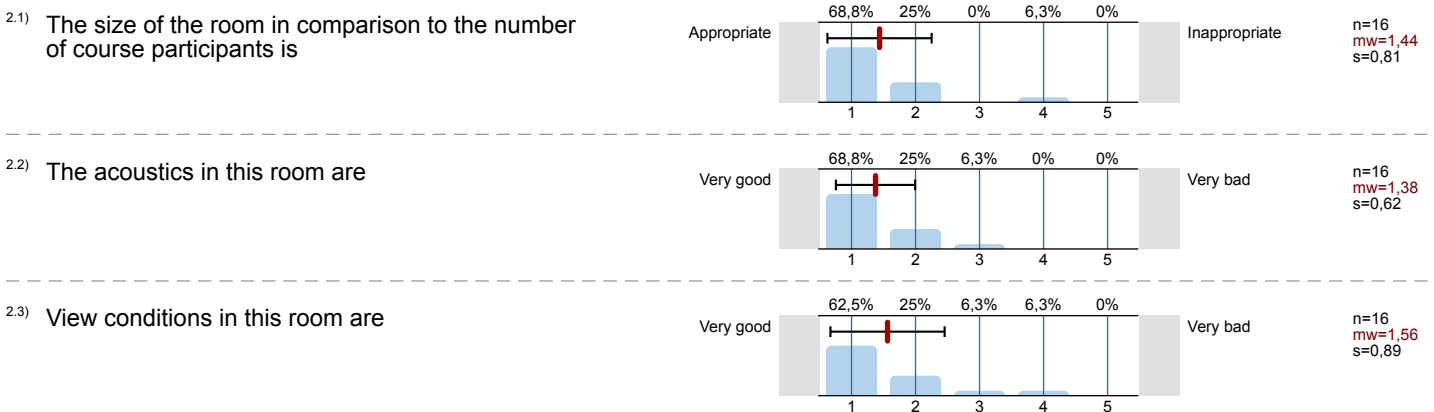 2.1) The size of the room in comparison to the number
of course participants is
68,8% 25% 0% 6,3% 0%
Appropriate Inappropriate
n=16
mw=1,44
s=0,81
1 2 3 4 5
2.2) The acoustics in this room are
68,8% 25% 6,3% 0% 0%
Very good Very bad
n=16
mw=1,38
s=0,62
1 2 3 4 5
2.3) View conditions in this room are
62,5% 25% 6,3% 6,3% 0%
Very good Very bad
n=16
mw=1,56
s=0,89
1 2 3 4 5